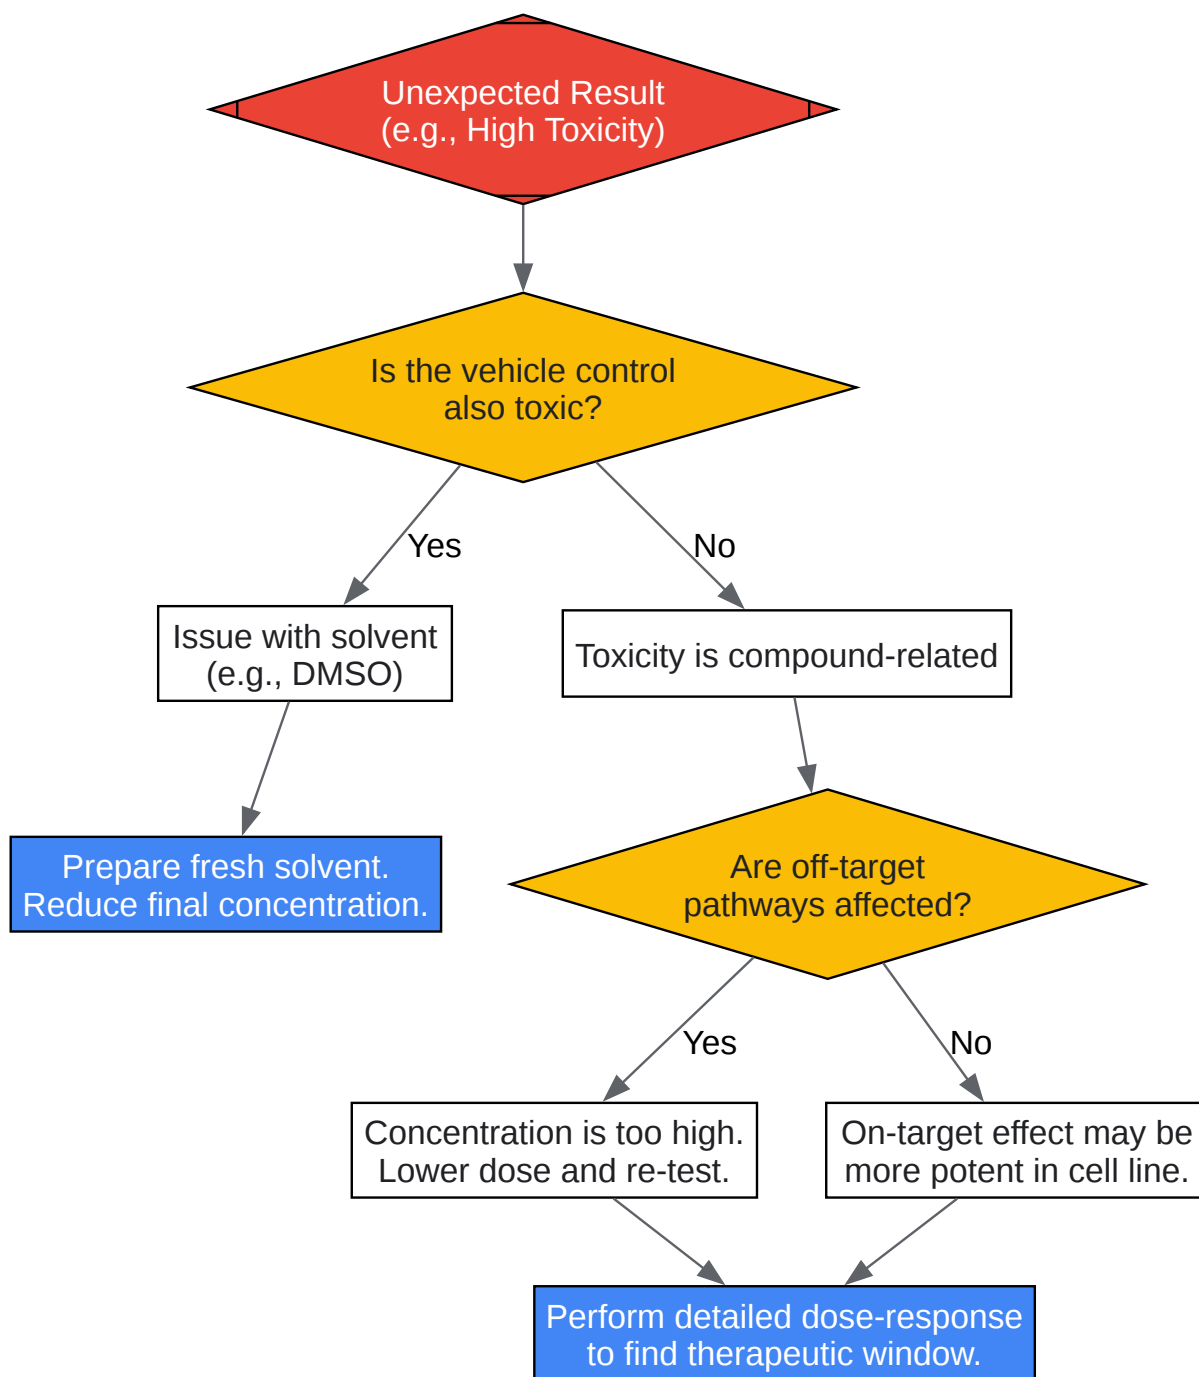 Unexpected Result
(e.g., High Toxicity)
Is the vehicle control
also toxic?
Yes
No
Issue with solvent
(e.g., DMSO)
Toxicity is compound-related
Prepare fresh solvent.
Reduce final concentration.
Are off-target
pathways affected?
Yes
No
Concentration is too high.
Lower dose and re-test.
On-target effect may be
more potent in cell line.
Perform detailed dose-response
to find therapeutic window.